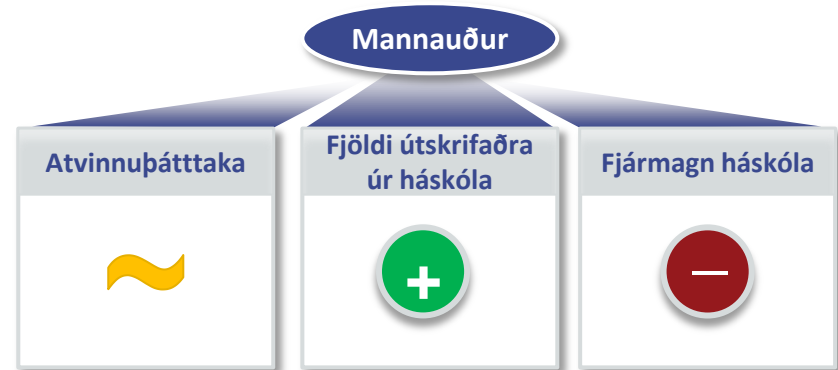 Mannauður
Atvinnuþátttaka
Fjöldi útskrifaðra
úr háskóla
Fjármagn háskóla
~
+
–